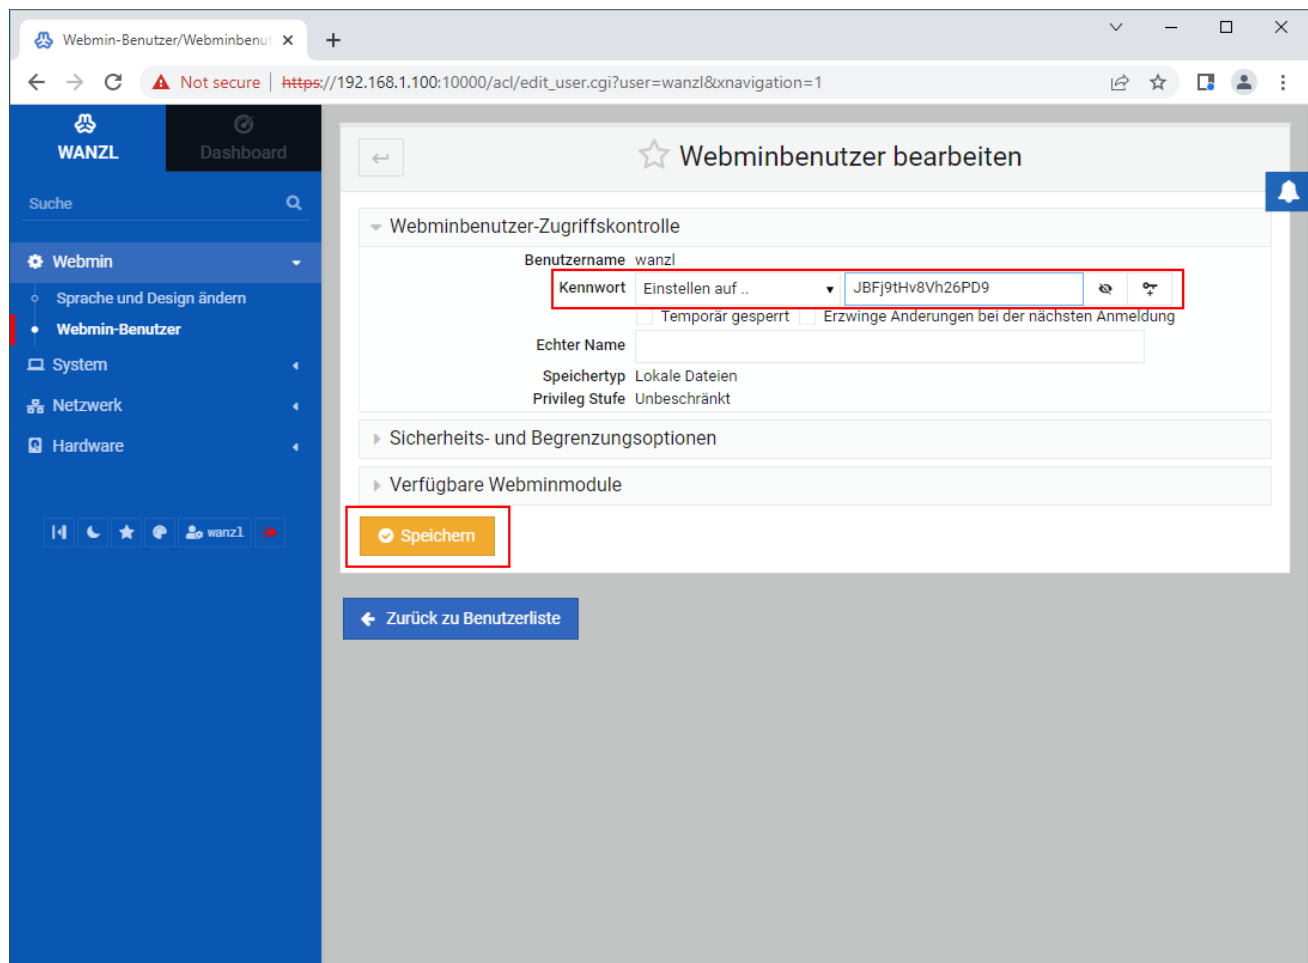 Webmin-Benutzer/Webminbenut
Not secure | https://192.168.1.100:10000/acl/edit_user.cgi?user=wanzl&xnavigation=1
WANZL
Dashboard
Suche
Webmin
Sprache und Design ändern
Webmin-Benutzer
System
Netzwerk
Hardware
wanzl
Webminbenutzer bearbeiten
Webminbenutzer-Zugriffskontrolle
Benutzername wanzl
Kennwort Einstellen auf .. JBFj9tHv8Vh26PD9
Temporär gesperrt Erzwinge Änderungen bei der nächsten Anmeldung
Echter Name
Speichertyp Lokale Dateien
Privileg Stufe Unbeschränkt
Sicherheits- und Begrenzungsoptionen
Verfügbare Webminmodule
Speichern
Zurück zu Benutzerliste